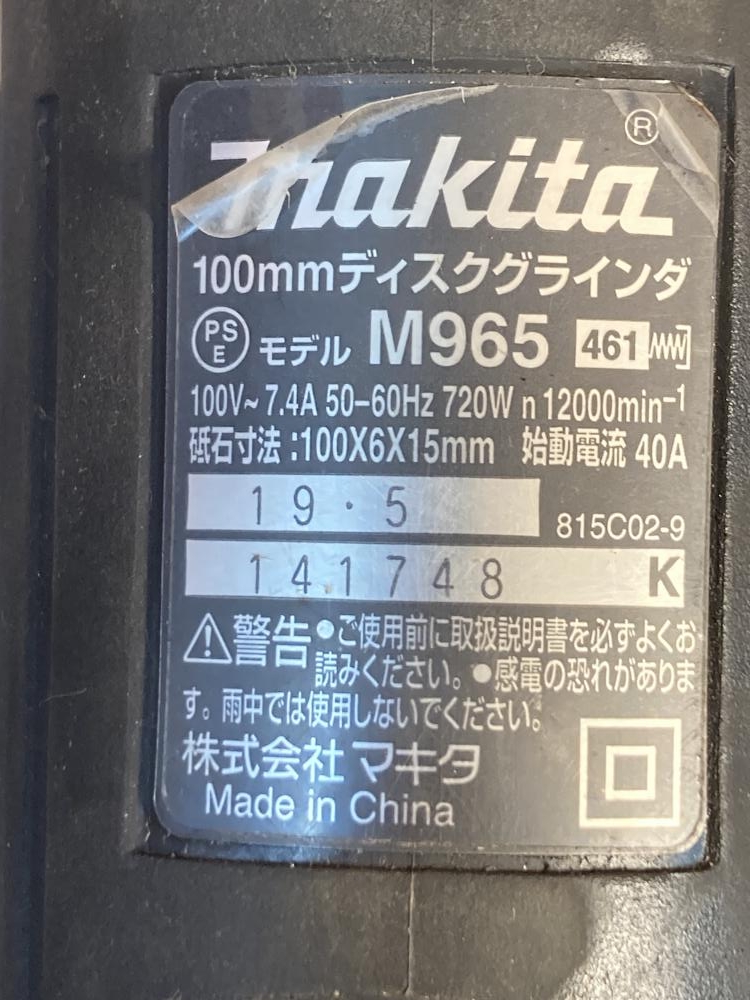 makita®
100mmディスクグラインダ
PS
E
モデル M965 461
100V~ 7.4A 50-60Hz 720W n 12000min⁻¹
砥石寸法:100X6X15mm 始動電流 40A
19・5
815C02-9
141748 K
警告 ●ご使用前に取扱説明書を必ずよくお
読みください。●感電の恐れがありま
す。雨中では使用しないでください。
株式会社 マキタ
Made in China